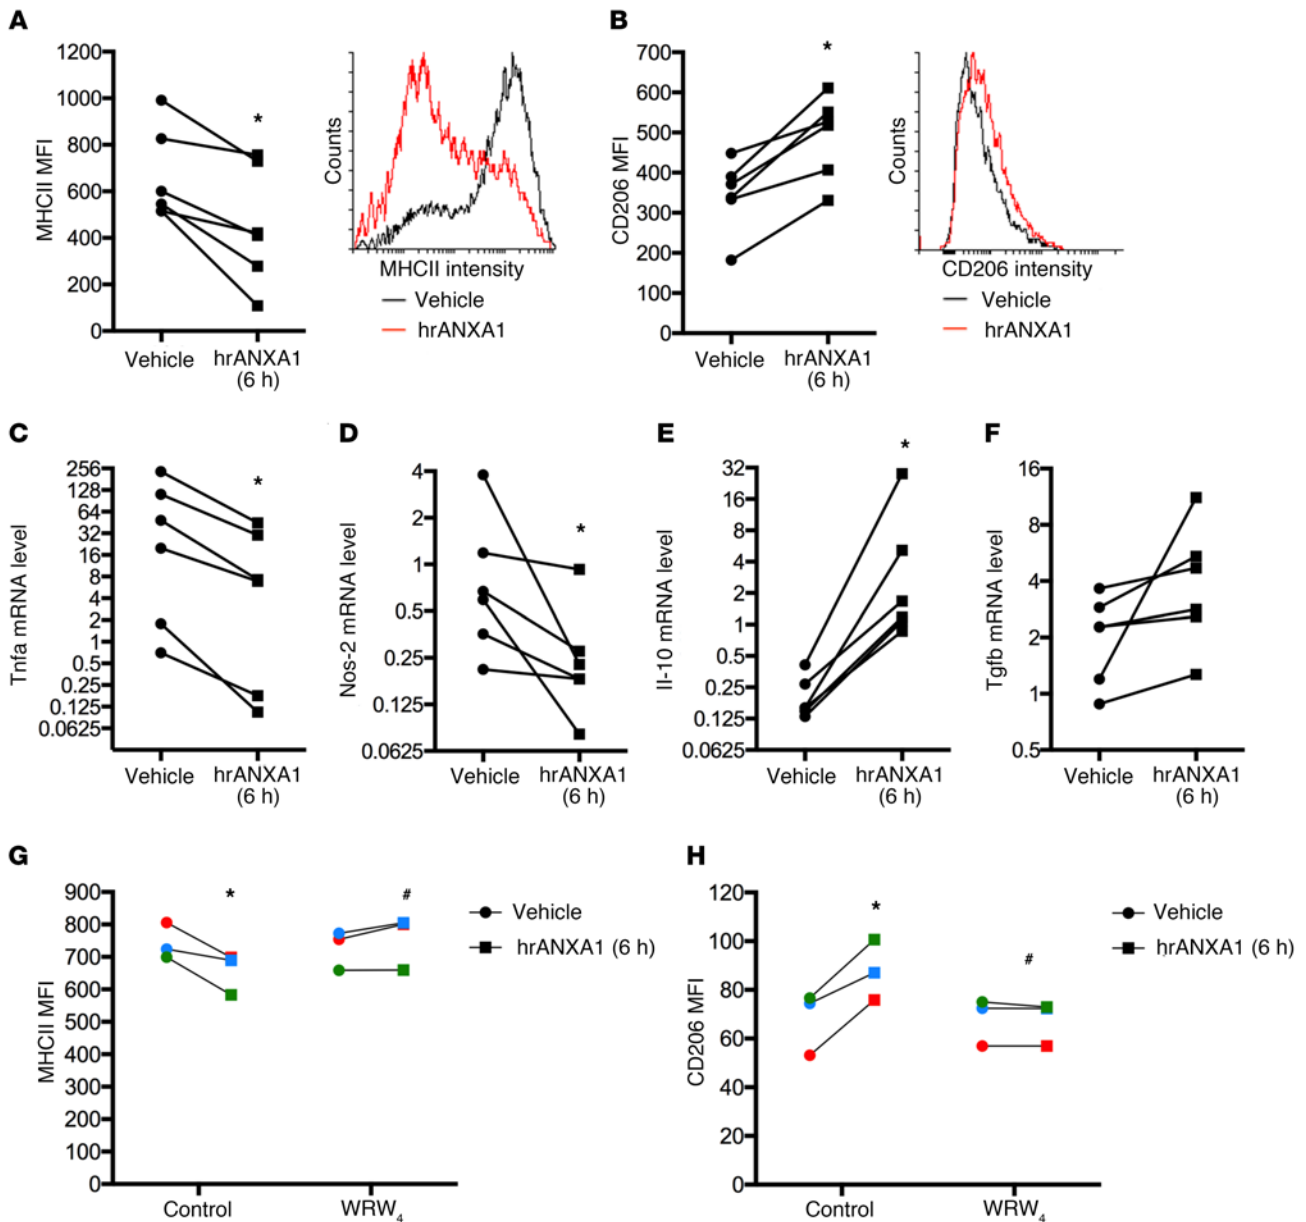 A
1200
1000
800
600
400
200
0
MHCII MFI
*
Vehicle
hrANXA1
(6 h)
Counts
MHCII intensity
Vehicle
hrANXA1
B
700
600
500
400
300
200
100
0
CD206 MFI
*
Vehicle
hrANXA1
(6 h)
Counts
CD206 intensity
Vehicle
hrANXA1
C
256
128
64
32
16
8
4
2
1
0.5
0.25
0.125
0.0625
Tnfa mRNA level
*
Vehicle
hrANXA1
(6 h)
D
4
2
1
0.5
0.25
0.125
0.0625
Nos-2 mRNA level
*
Vehicle
hrANXA1
(6 h)
E
32
16
8
4
2
1
0.5
0.25
0.125
0.0625
Il-10 mRNA level
*
Vehicle
hrANXA1
(6 h)
F
16
8
4
2
1
0.5
Tgfb mRNA level
Vehicle
hrANXA1
(6 h)
G
900
800
700
600
500
400
300
200
100
0
MHCII MFI
*
#
Control
WRW4
Vehicle
hrANXA1 (6 h)
H
120
100
80
60
40
20
0
CD206 MFI
*
#
Control
WRW4
Vehicle
hrANXA1 (6 h)